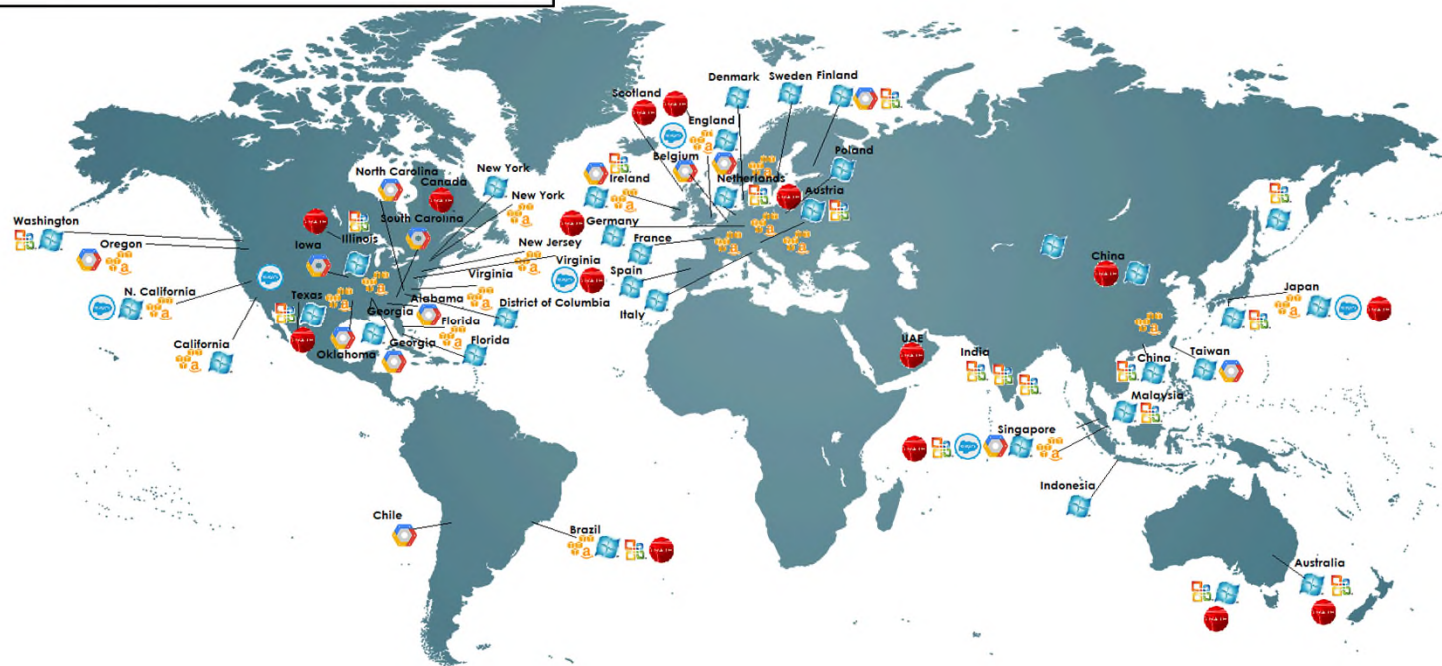 Denmark
Sweden
Finland
Scotland
England
Belgium
Poland
North Carolina
New York
Ireland
Netherlands
Canada
Austria
New York
Washington
South Carolina
Germany
Oregon
Iowa
Illinois
France
New Jersey
China
Virginia
Spain
Virginia
N. California
Texas
Alabama
District of Columbia
Japan
Georgia
Florida
Italy
California
Oklahoma
Georgia
Florida
UAE
India
China
Taiwan
Malaysia
Singapore
Indonesia
Chile
Brazil
Australia